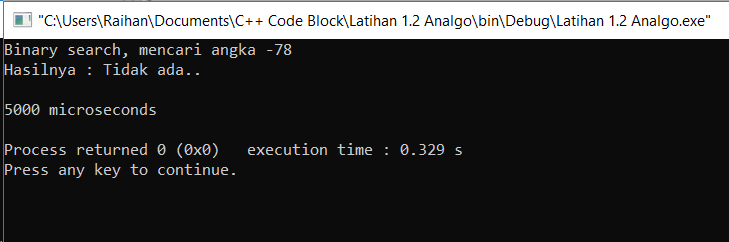 "C:\Users\Raihan\Documents\C++ Code Block\Latihan 1.2 Analgo\bin\Debug\Latihan 1.2 Analgo.exe"
Binary search, mencari angka -78
Hasilnya : Tidak ada..
5000 microseconds
Process returned 0 (0x0)   execution time : 0.329 s
Press any key to continue.